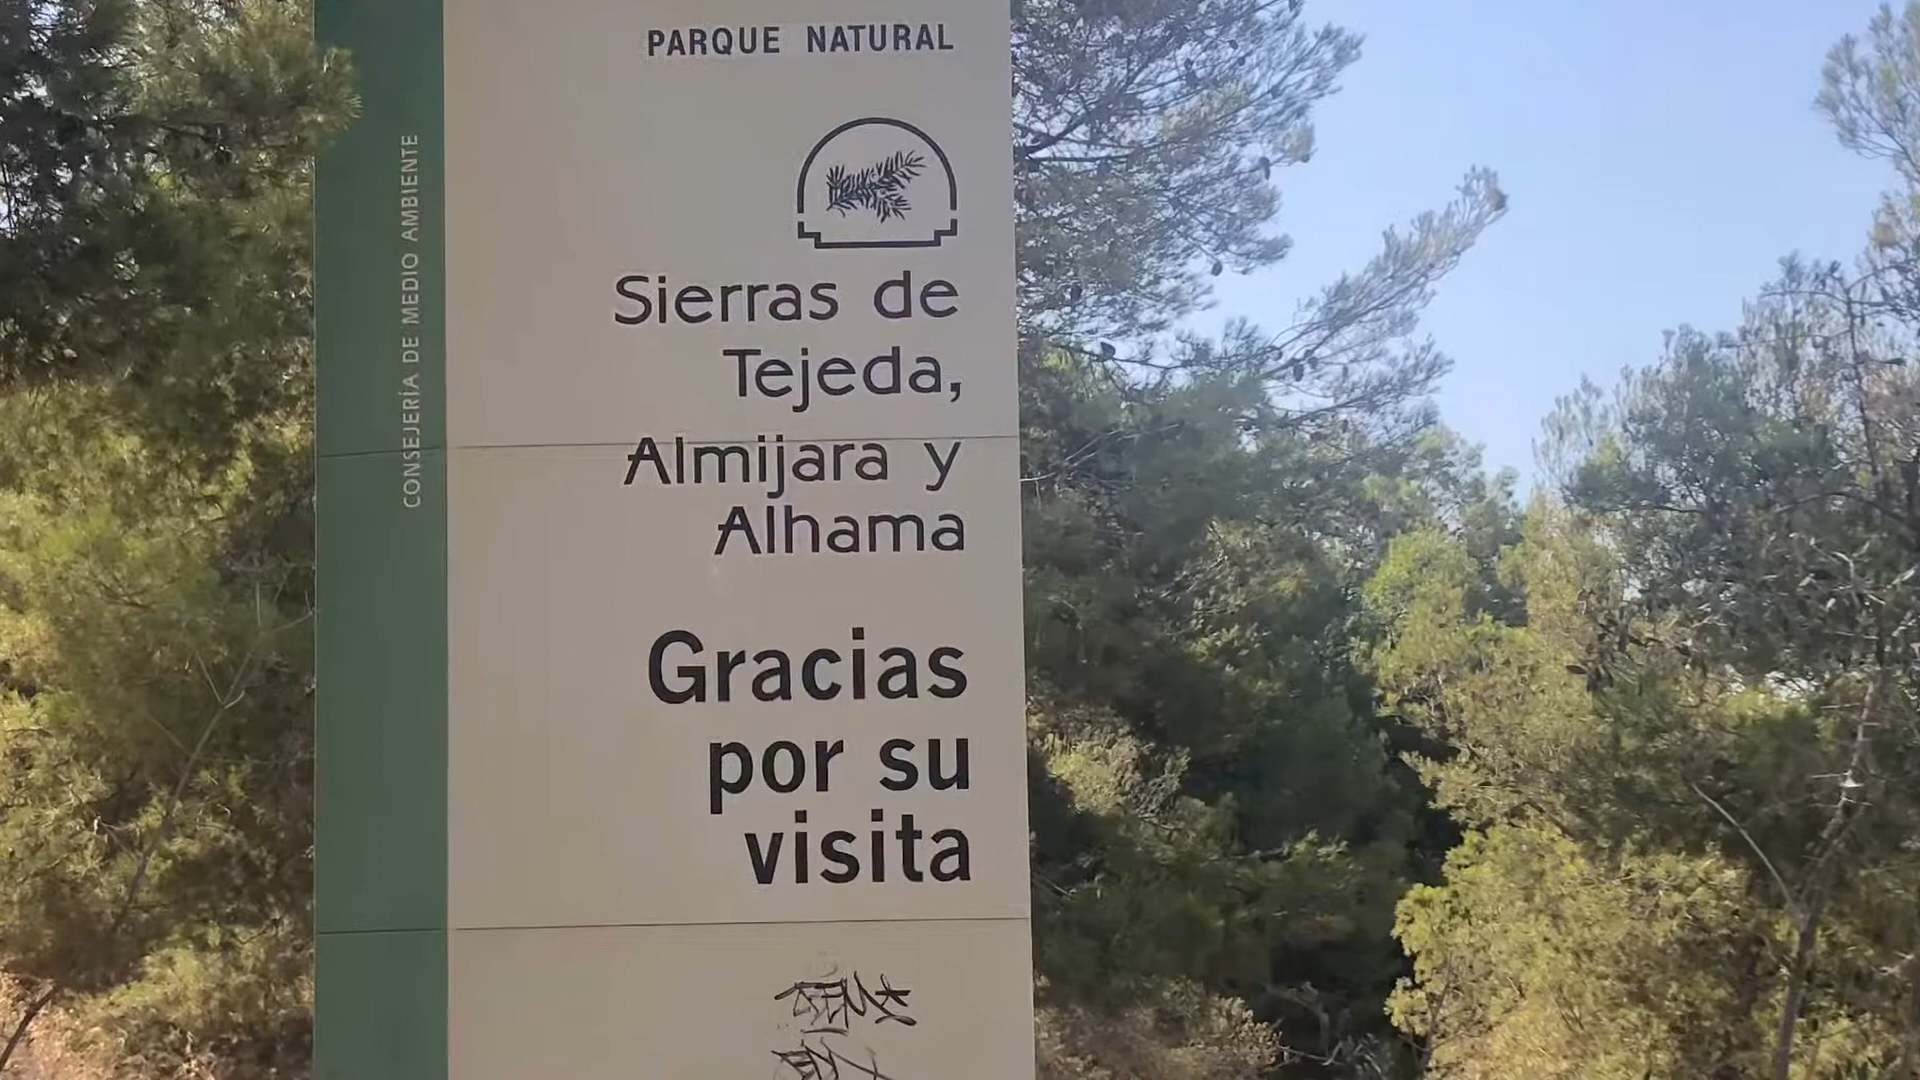 PARQUE NATURAL
CONSEJERÍA DE MEDIO AMBIENTE
Sierras de
Tejeda,
Almijara y
Alhama
Gracias
por su
visita